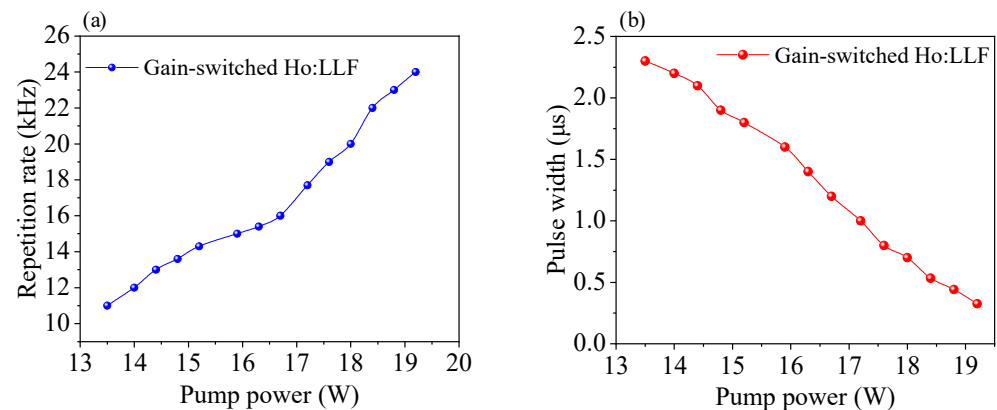 (a)
26
24
22
20
18
16
14
12
10
Repetition rate (kHz)
Gain-switched Ho:LLF
13 14 15 16 17 18 19 20
Pump power (W)
(b)
2.5
2.0
1.5
1.0
0.5
0.0
Pulse width (μs)
Gain-switched Ho:LLF
13 14 15 16 17 18 19
Pump power (W)